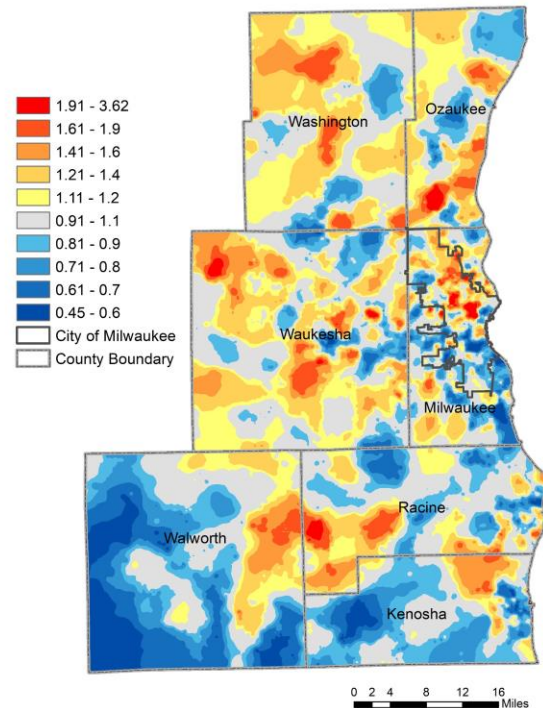 Washington
Ozaukee
1.91 - 3.62
1.61 - 1.9
1.41 - 1.6
1.21 - 1.4
1.11 - 1.2
0.91 - 1.1
0.81 - 0.9
0.71 - 0.8
0.61 - 0.7
0.45 - 0.6
City of Milwaukee
County Boundary
Waukesha
Milwaukee
Walworth
Racine
Kenosha
0 2 4 8 12 16
Miles